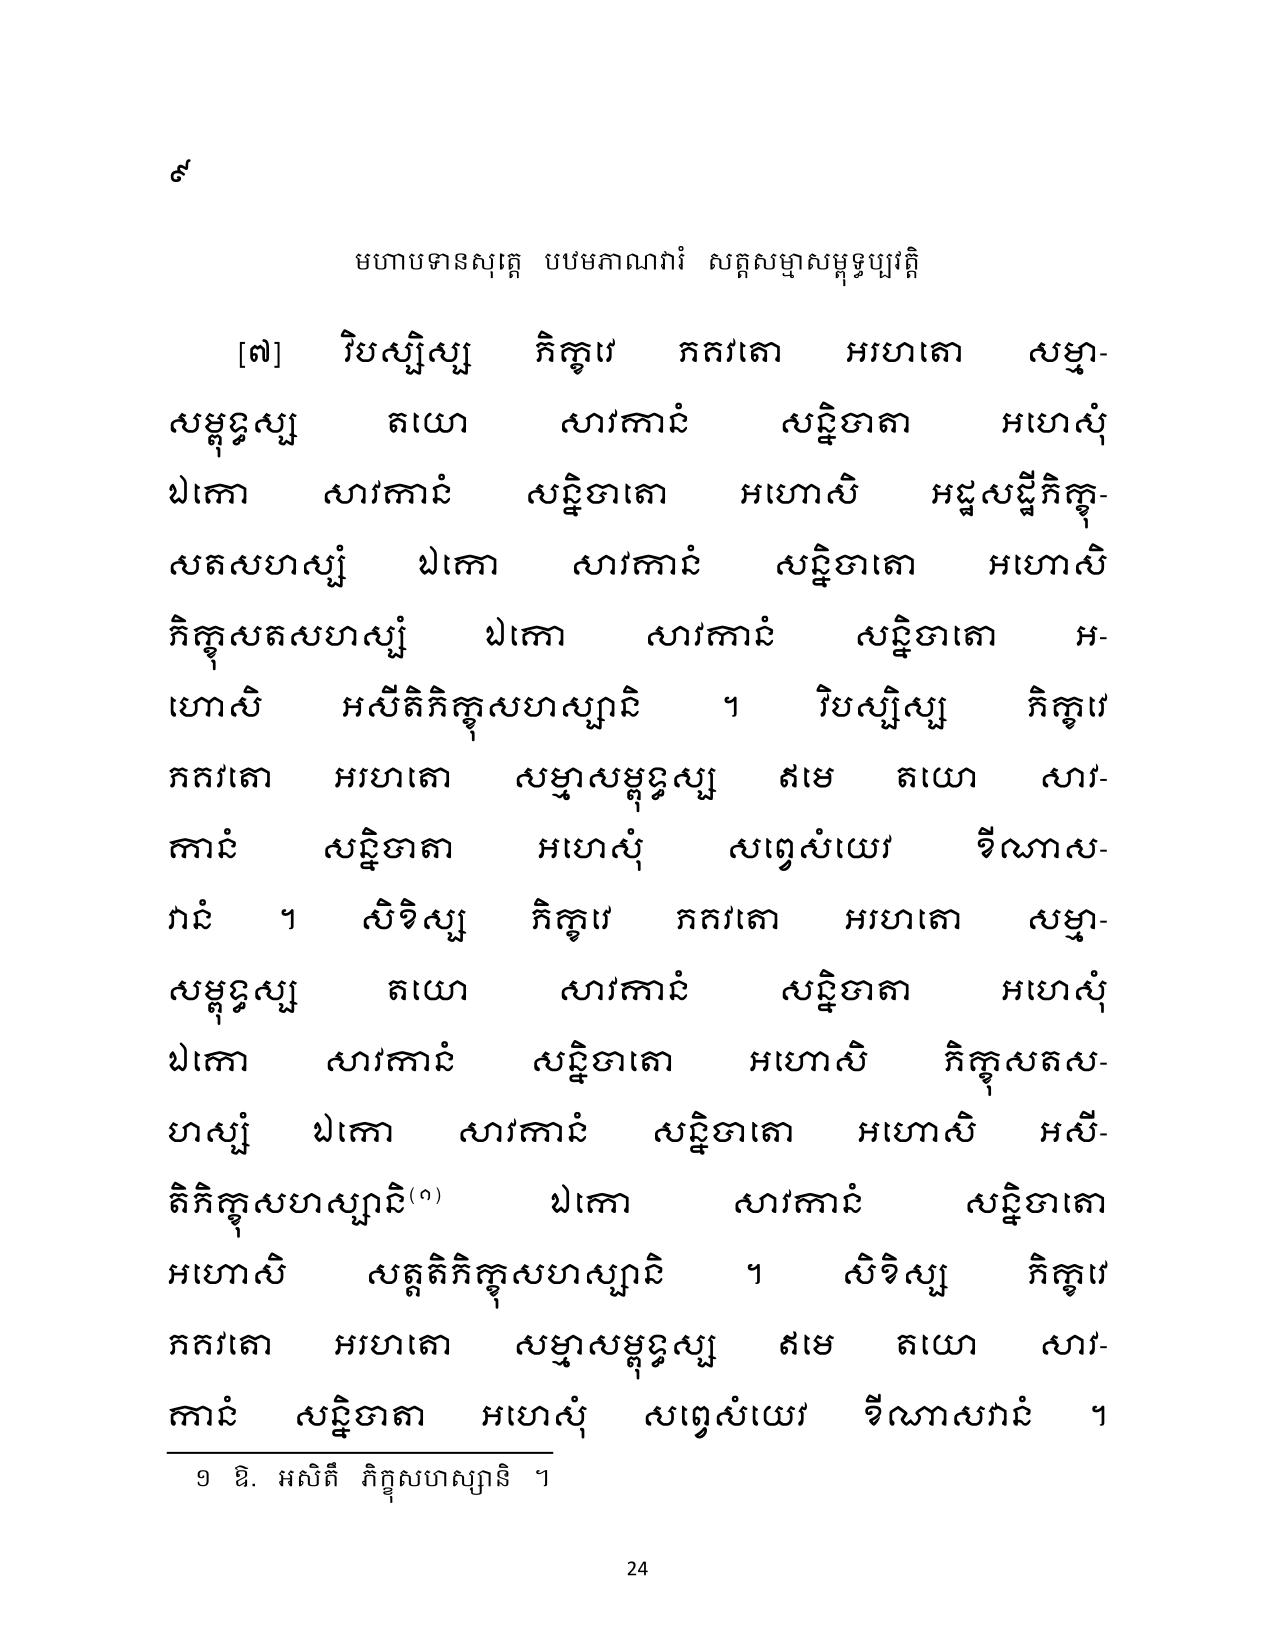 ៩
មហាបទានសុត្តេ បឋមភាណវារំ សត្តសម្មាសម្ពុទ្ធប្បវត្តិ
[៧] វិបស្សិស្ស ភិក្ខវេ ភគវតោ អរហតោ សម្មា-
សម្ពុទ្ធស្ស តយោ សាវកានំ សន្និបាតា អហេសុំ
ឯកោ សាវកានំ សន្និបាតោ អហោសិ អដ្ឋសដ្ឋីភិក្ខុ-
សតសហស្សំ ឯកោ សាវកានំ សន្និបាតោ អហោសិ
ភិក្ខុសតសហស្សំ ឯកោ សាវកានំ សន្និបាតោ អ-
ហោសិ អសីតិភិក្ខុសហស្សានិ ។ វិបស្សិស្ស ភិក្ខវេ
ភគវតោ អរហតោ សម្មាសម្ពុទ្ធស្ស ឥមេ តយោ សាវ-
កានំ សន្និបាតា អហេសុំ សព្វេសំយេវ ខីណាស-
វានំ ។ សិខិស្ស ភិក្ខវេ ភគវតោ អរហតោ សម្មា-
សម្ពុទ្ធស្ស តយោ សាវកានំ សន្និបាតា អហេសុំ
ឯកោ សាវកានំ សន្និបាតោ អហោសិ ភិក្ខុសតស-
ហស្សំ ឯកោ សាវកានំ សន្និបាតោ អហោសិ អសី-
តិភិក្ខុសហស្សានិ(១) ឯកោ សាវកានំ សន្និបាតោ
អហោសិ សត្តតិភិក្ខុសហស្សានិ ។ សិខិស្ស ភិក្ខវេ
ភគវតោ អរហតោ សម្មាសម្ពុទ្ធស្ស ឥមេ តយោ សាវ-
កានំ សន្និបាតា អហេសុំ សព្វេសំយេវ ខីណាសវានំ ។
១ ឱ. អសិតឹ ភិក្ខុសហស្សានិ ។
24